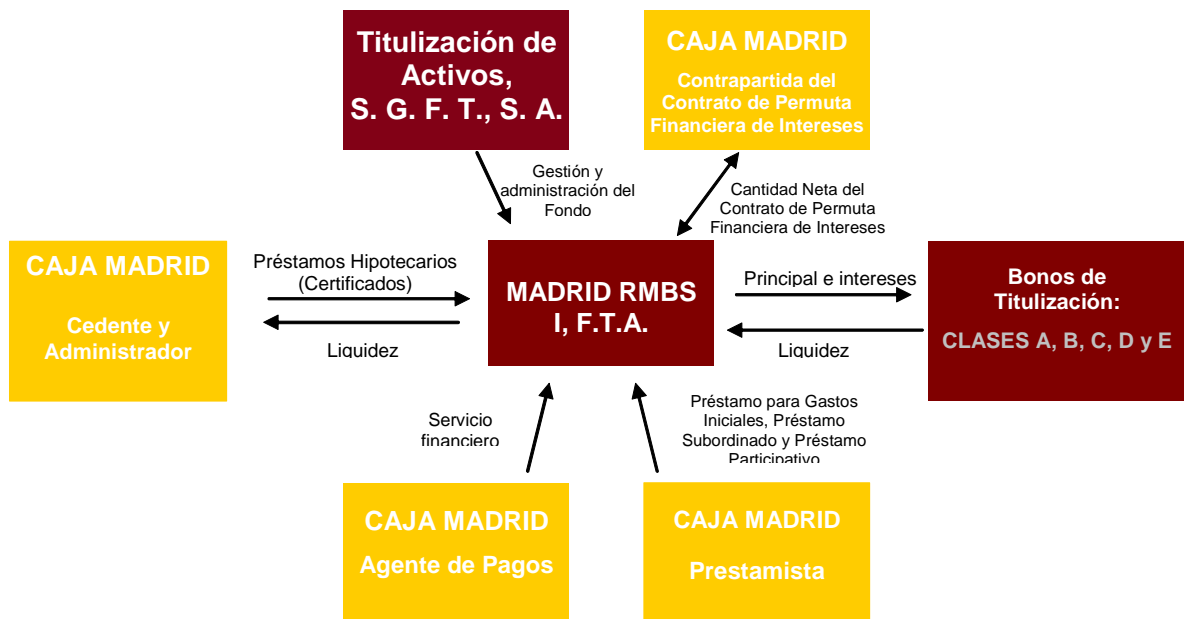 Titulización de
Activos,
S. G. F. T., S. A.
CAJA MADRID
Contrapartida del
Contrato de Permuta
Financiera de Intereses
Gestión y
administración del
Fondo
Cantidad Neta del
Contrato de Permuta
Financiera de Intereses
CAJA MADRID
Cedente y
Administrador
Préstamos Hipotecarios
(Certificados)
Liquidez
MADRID RMBS
I, F.T.A.
Principal e intereses
Liquidez
Bonos de
Titulización:
CLASES A, B, C, D y E
Servicio
financiero
Préstamo para Gastos
Iniciales, Préstamo
Subordinado y Préstamo
Participativo
CAJA MADRID
Agente de Pagos
CAJA MADRID
Prestamista